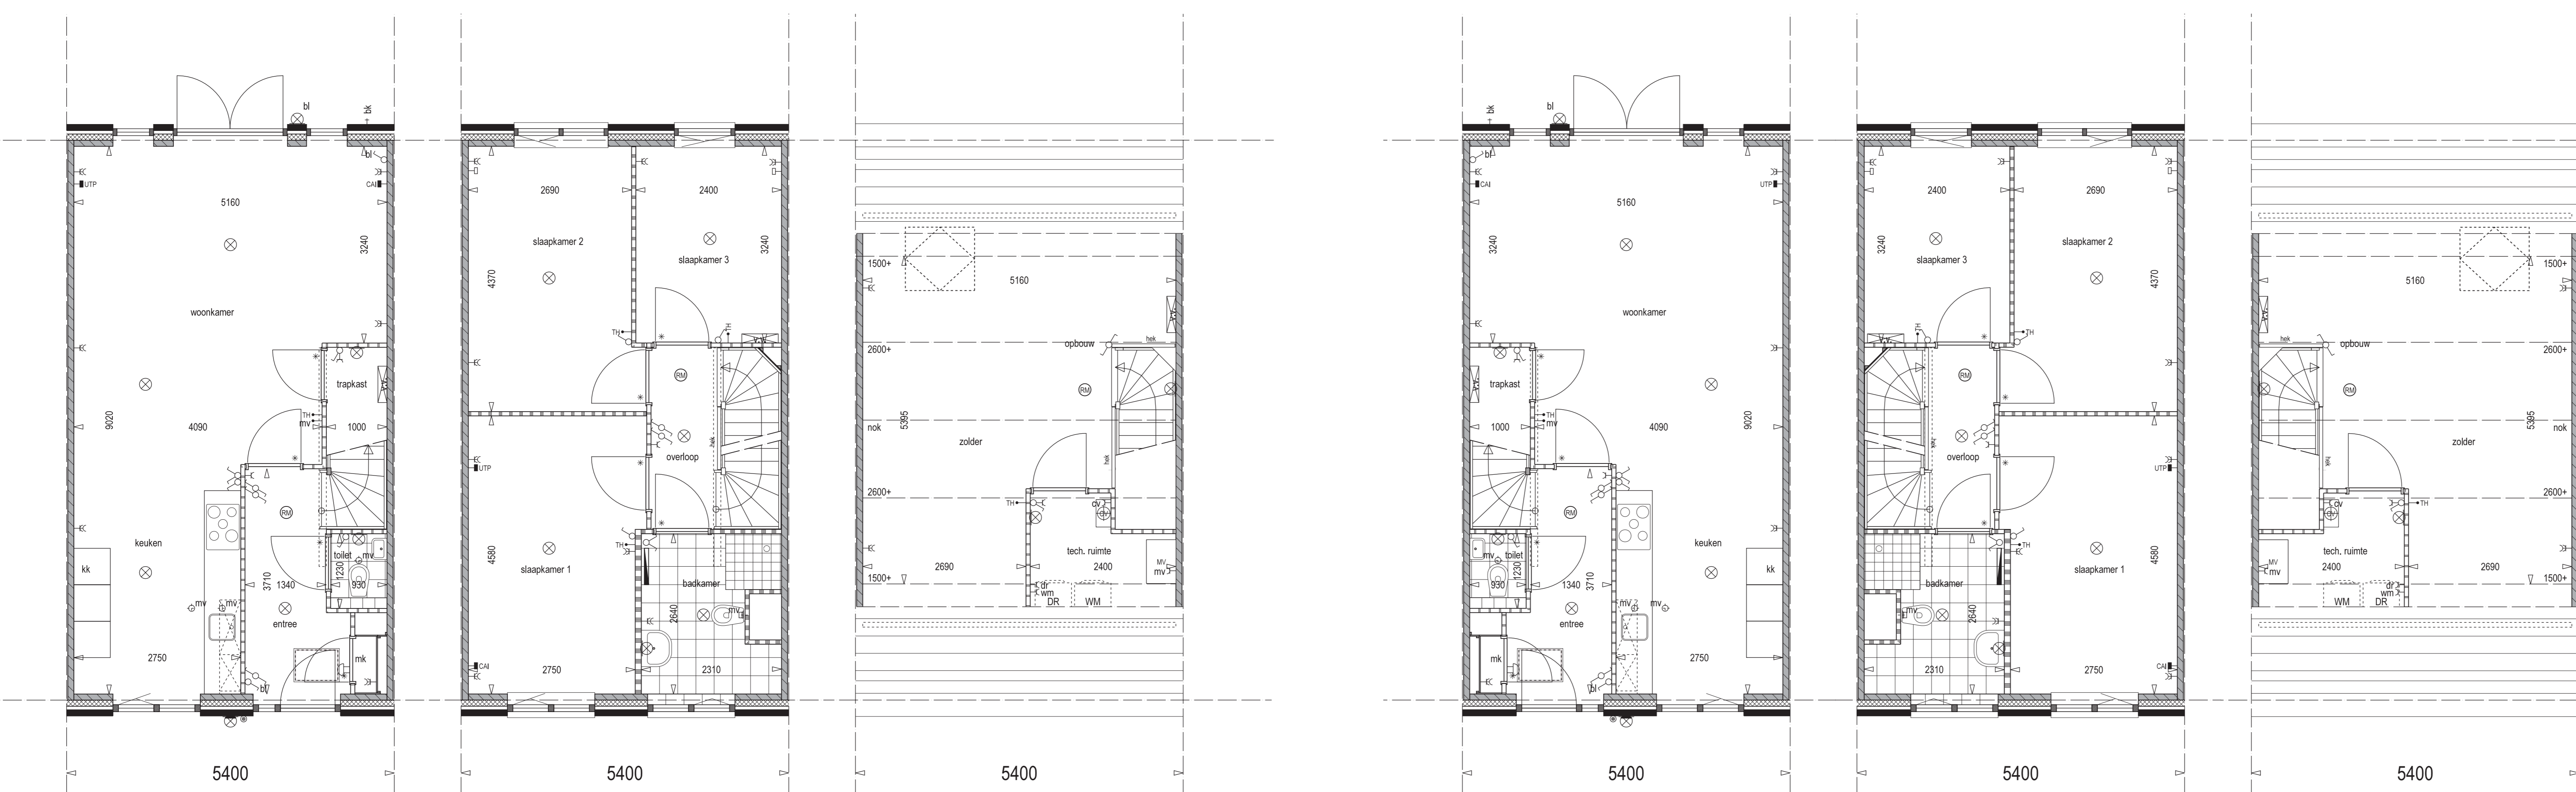 bl
bk
bl
UTP
CAI
5160
3240
woonkamer
trapkast
v.v.
TH
mv
9020
4090
1000
RM
keuken
toilet
mv
kk
3710
1340
1230
930
mv
mv
entree
2750
mk
bl
5400
2690
2400
slaapkamer 2
3240
slaapkamer 3
4370
TH
TH
v.v.
RM
hek
overloop
UTP
TH
4580
slaapkamer 1
badkamer
2640
mv
CAI
2750
2310
5400
1500+
5160
v.v.
opbouw
hek
2600+
RM
5395
nok
zolder
hek
2600+
TH
cv
CV
tech. ruimte
2690
2400
MV
mv
1500+
dr
wm
DR
WM
5400
bk
bl
bl
CAI
UTP
5160
3240
woonkamer
trapkast
v.v.
TH
mv
1000
4090
9020
RM
keuken
mv
toilet
kk
1230
930
1340
3710
mv
mv
entree
mk
2750
bl
5400
2400
2690
slaapkamer 2
3240
slaapkamer 3
4370
TH
TH
v.v.
RM
hek
overloop
UTP
TH
4580
slaapkamer 1
badkamer
mv
2640
CAI
2310
2750
5400
1500+
5160
v.v.
hek
opbouw
2600+
RM
5395
nok
zolder
hek
2600+
TH
cv
CV
tech. ruimte
MV
mv
2400
2690
1500+
dr
wm
WM
DR
5400